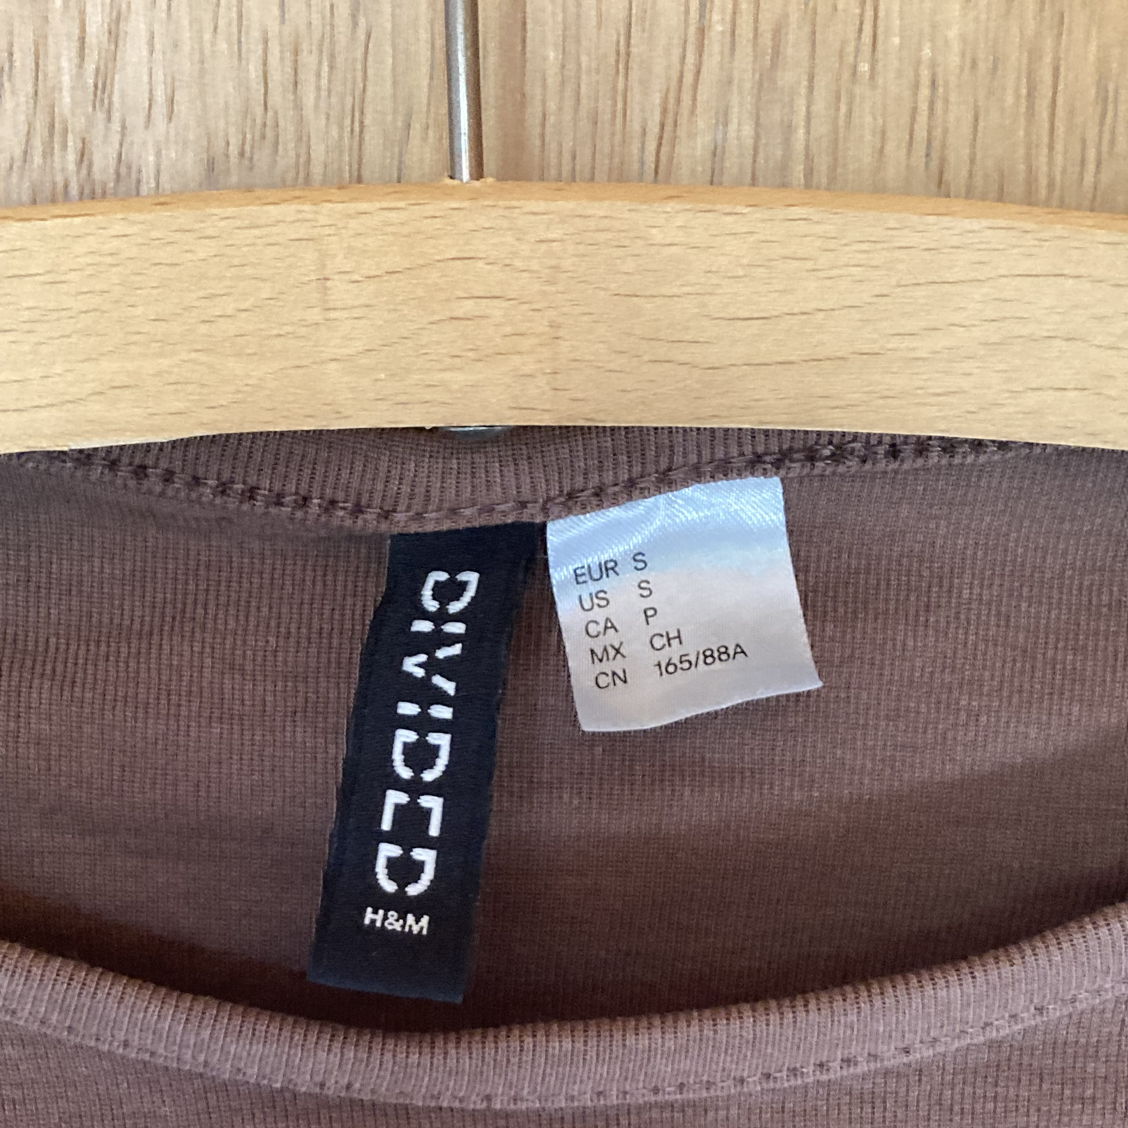 DIVIDED
H&M
EUR S
US S
CA P
MX CH
CN 165/88A